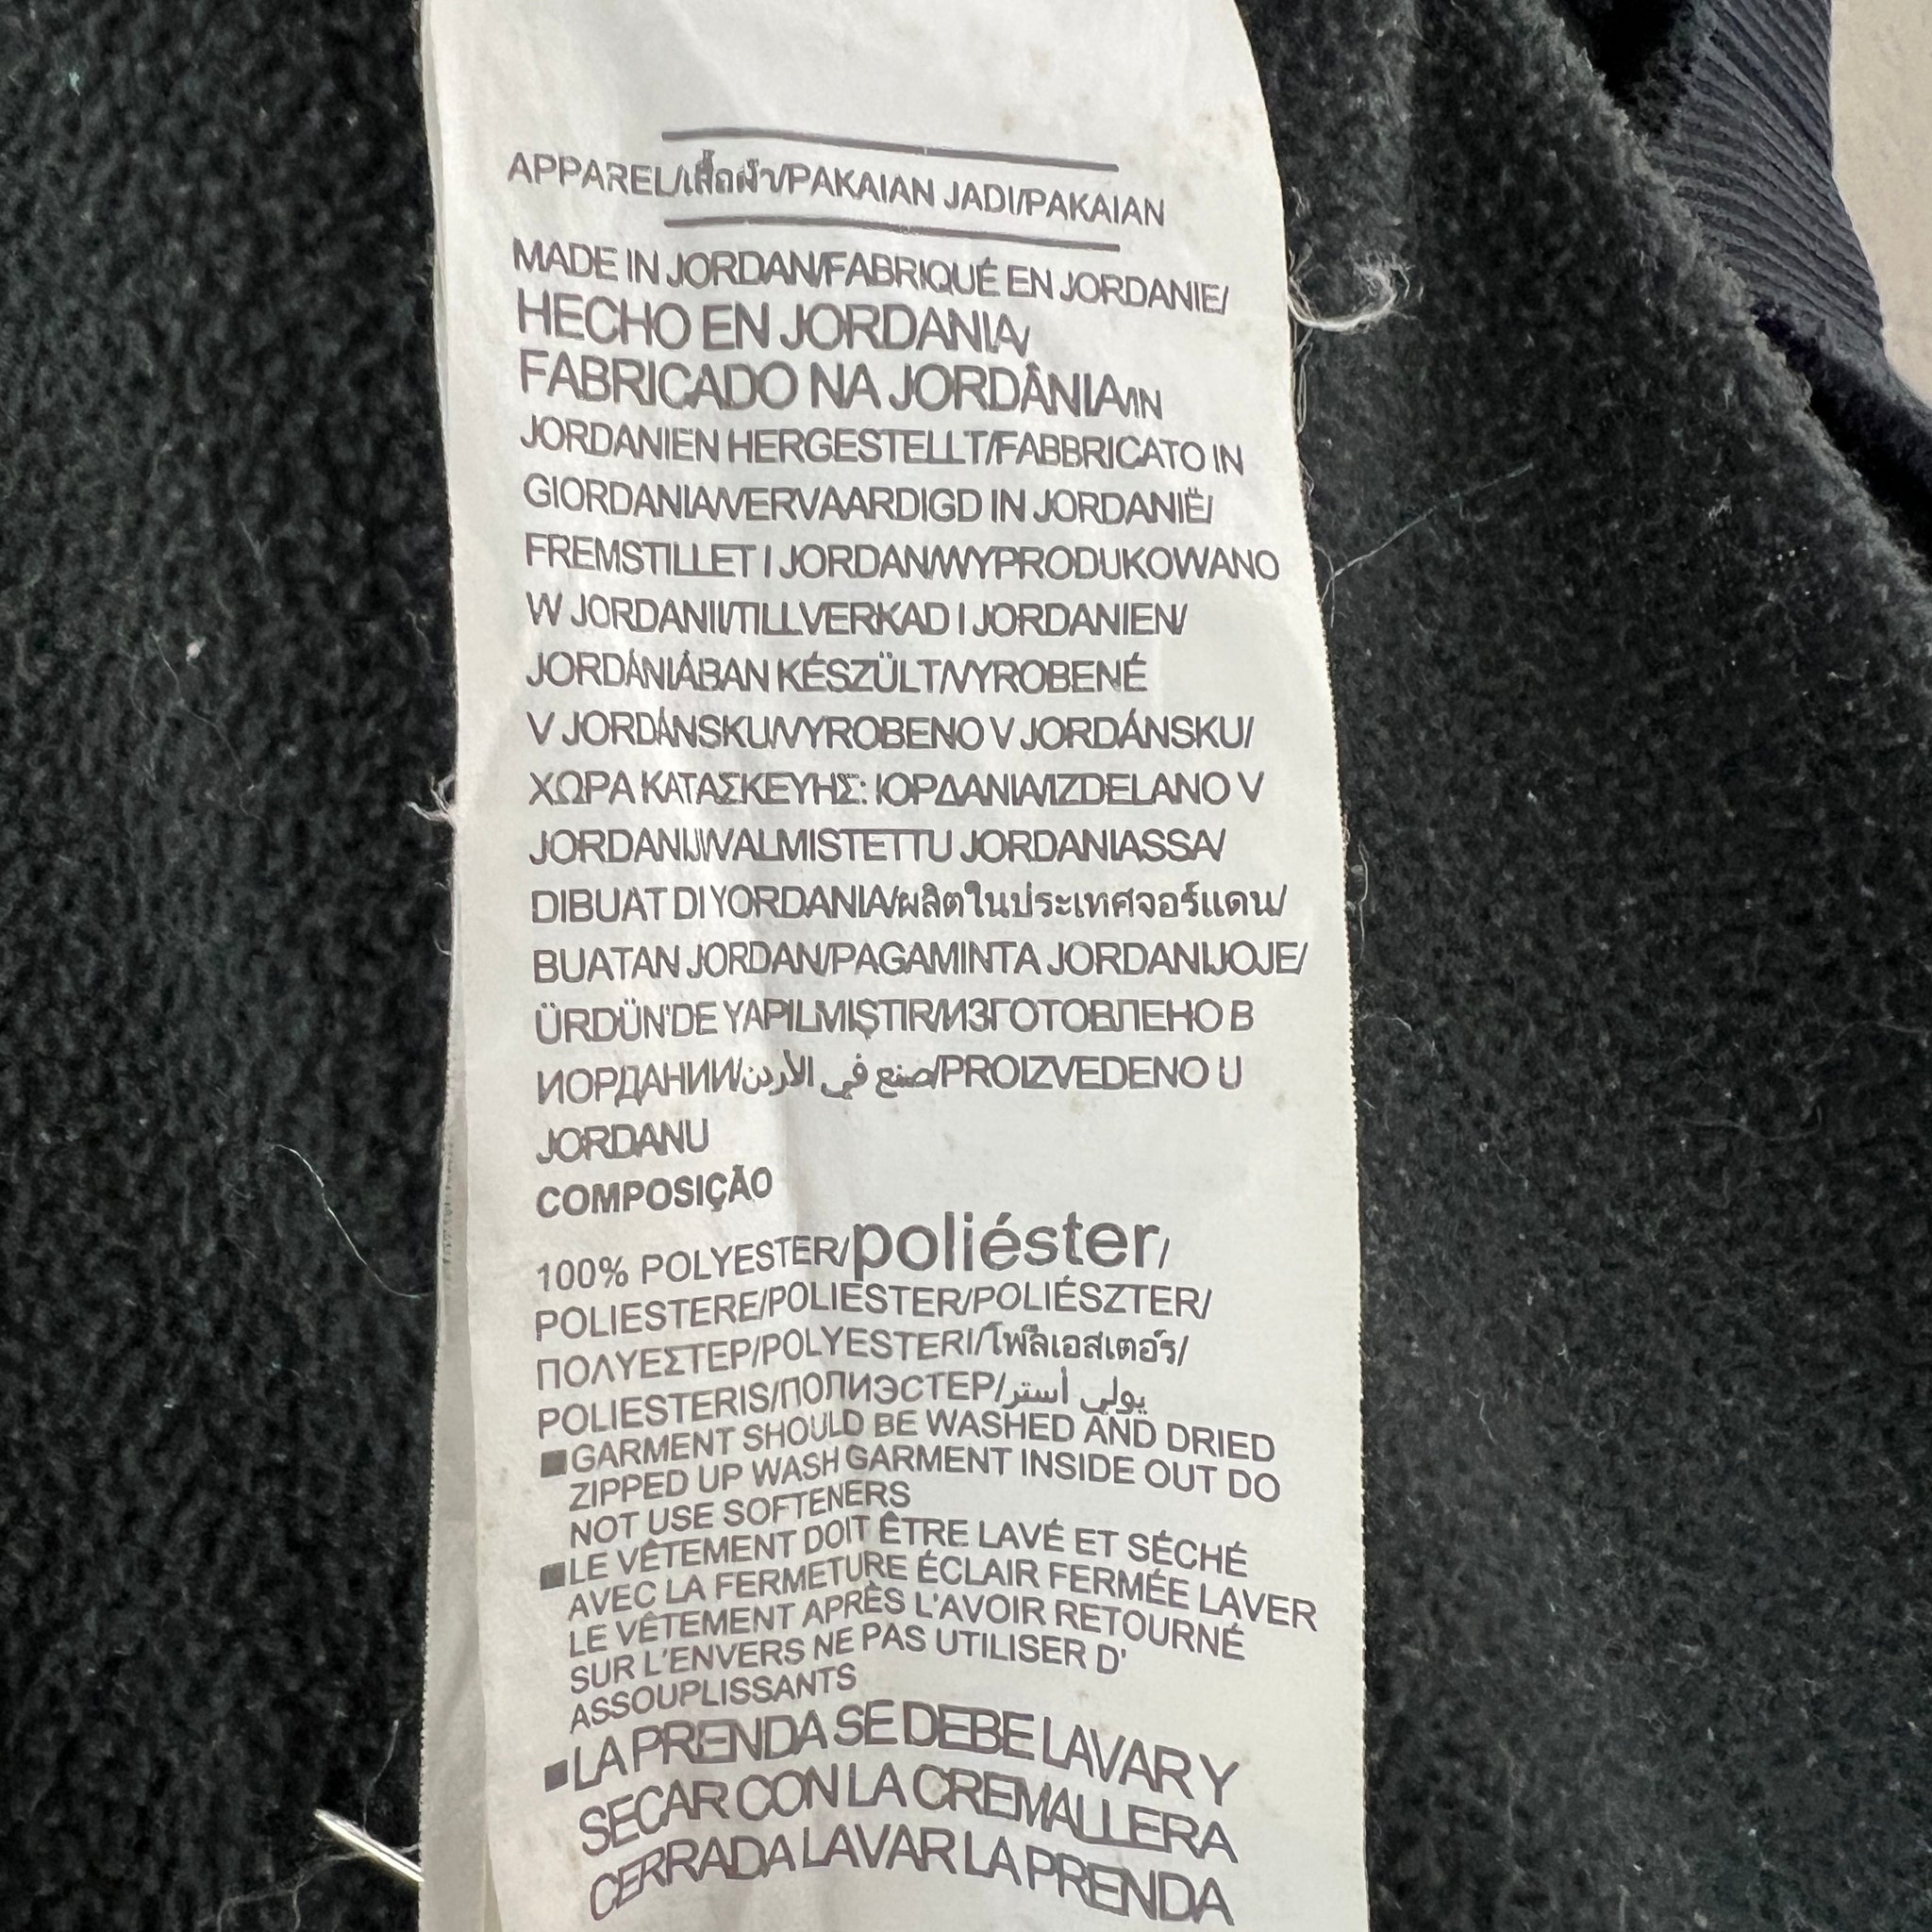 APPAREL/เสื้อผ้า/PAKAIAN JADI/PAKAIAN
MADE IN JORDAN/FABRIQUÉ EN JORDANIE/
HECHO EN JORDANIA/
FABRICADO NA JORDÂNIA/IN
JORDANIEN HERGESTELLT/FABBRICATO IN
GIORDANIA/VERVAARDIGD IN JORDANIË/
FREMSTILLET I JORDAN/WYPRODUKOWANO
W JORDANII/TILLVERKAD I JORDANIEN/
JORDÁNIÁBAN KÉSZÜLT/VYROBENÉ
V JORDÁNSKU/VYROBENO V JORDÁNSKU/
ΧΩΡΑ ΚΑΤΑΣΚΕΥΗΣ: ΙΟΡΔΑΝΙΑ/IZDELANO V
JORDANIJI/VALMISTETTU JORDANIASSA/
DIBUAT DI YORDANIA/ผลิตในประเทศจอร์แดน/
BUATAN JORDAN/PAGAMINTA JORDANIJOJE/
ÜRDÜN'DE YAPILMIŞTIR/ИЗГОТОВЛЕНО В
ИОРДАНИИ/صنع في الأردن/PROIZVEDENO U
JORDANU
COMPOSIÇÃO
100% POLYESTER/poliéster/
POLIESTERE/POLIESTER/POLIÉSZTER/
ΠΟΛΥΕΣΤΕΡ/POLYESTERI/โพลีเอสเตอร์/
POLIESTERIS/ПОЛИЭСТЕР/يولي أستر
■GARMENT SHOULD BE WASHED AND DRIED
ZIPPED UP WASH GARMENT INSIDE OUT DO
NOT USE SOFTENERS
■LE VÊTEMENT DOIT ÊTRE LAVÉ ET SÉCHÉ
AVEC LA FERMETURE ÉCLAIR FERMÉE LAVER
LE VÊTEMENT APRÈS L'AVOIR RETOURNÉ
SUR L'ENVERS NE PAS UTILISER D'
ASSOUPLISSANTS
■LA PRENDA SE DEBE LAVAR Y
SECAR CON LA CREMALLERA
CERRADA LAVAR LA PRENDA